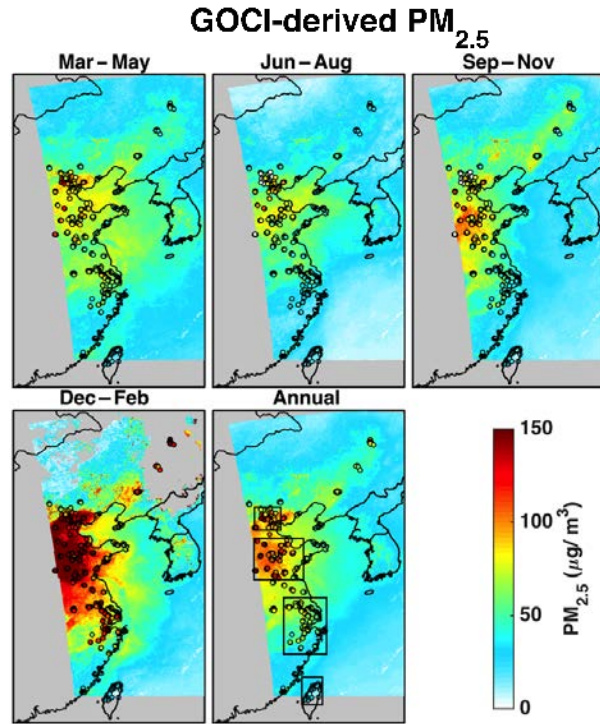 GOCI-derived PM2.5
Mar–May
Jun–Aug
Sep–Nov
Dec–Feb
Annual
150
100
50
0
PM2.5 (μg/m³)